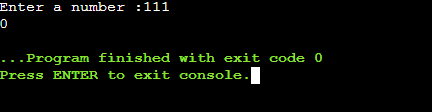 Enter a number :111
0
...Program finished with exit code 0
Press ENTER to exit console.